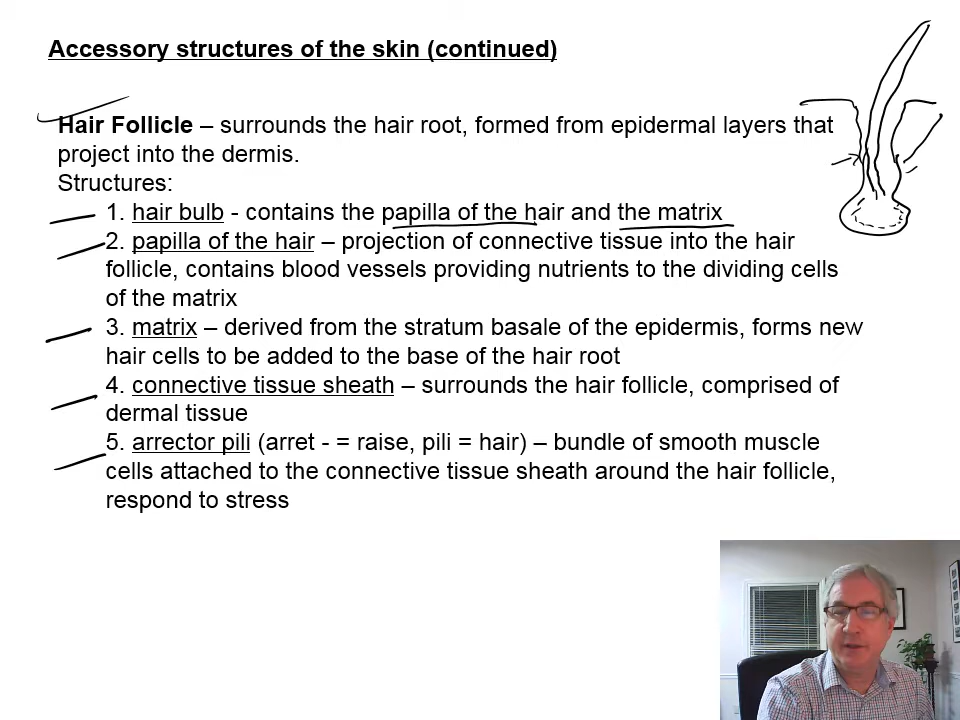 Accessory structures of the skin (continued)
Hair Follicle – surrounds the hair root, formed from epidermal layers that
project into the dermis.
Structures:
1. hair bulb - contains the papilla of the hair and the matrix
2. papilla of the hair – projection of connective tissue into the hair
follicle, contains blood vessels providing nutrients to the dividing cells
of the matrix
3. matrix – derived from the stratum basale of the epidermis, forms new
hair cells to be added to the base of the hair root
4. connective tissue sheath – surrounds the hair follicle, comprised of
dermal tissue
5. arrector pili (arret - = raise, pili = hair) – bundle of smooth muscle
cells attached to the connective tissue sheath around the hair follicle,
respond to stress